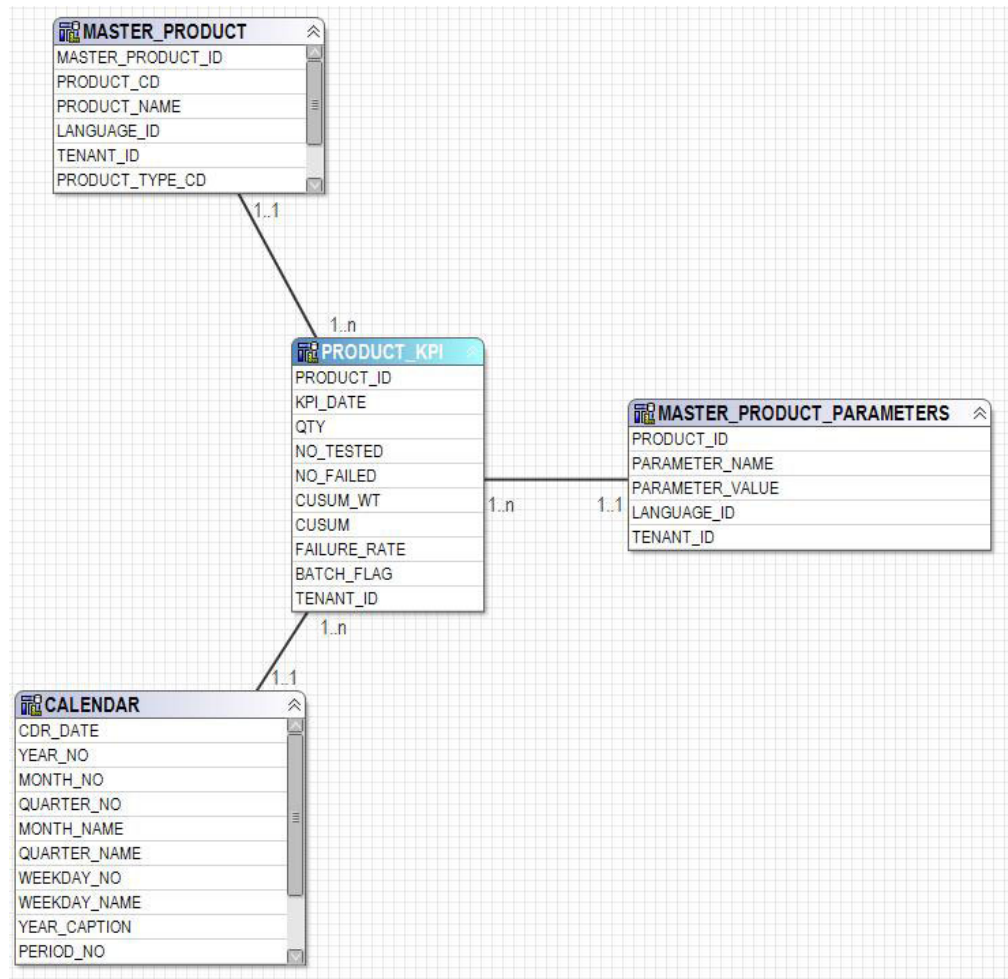 MASTER_PRODUCT
MASTER_PRODUCT_ID
PRODUCT_CD
PRODUCT_NAME
LANGUAGE_ID
TENANT_ID
PRODUCT_TYPE_CD
1..1
1..n
PRODUCT_KPI
PRODUCT_ID
KPI_DATE
QTY
NO_TESTED
NO_FAILED
CUSUM_WT
CUSUM
FAILURE_RATE
BATCH_FLAG
TENANT_ID
1..n
1..1
MASTER_PRODUCT_PARAMETERS
PRODUCT_ID
PARAMETER_NAME
PARAMETER_VALUE
LANGUAGE_ID
TENANT_ID
1..n
1..1
CALENDAR
CDR_DATE
YEAR_NO
MONTH_NO
QUARTER_NO
MONTH_NAME
QUARTER_NAME
WEEKDAY_NO
WEEKDAY_NAME
YEAR_CAPTION
PERIOD_NO